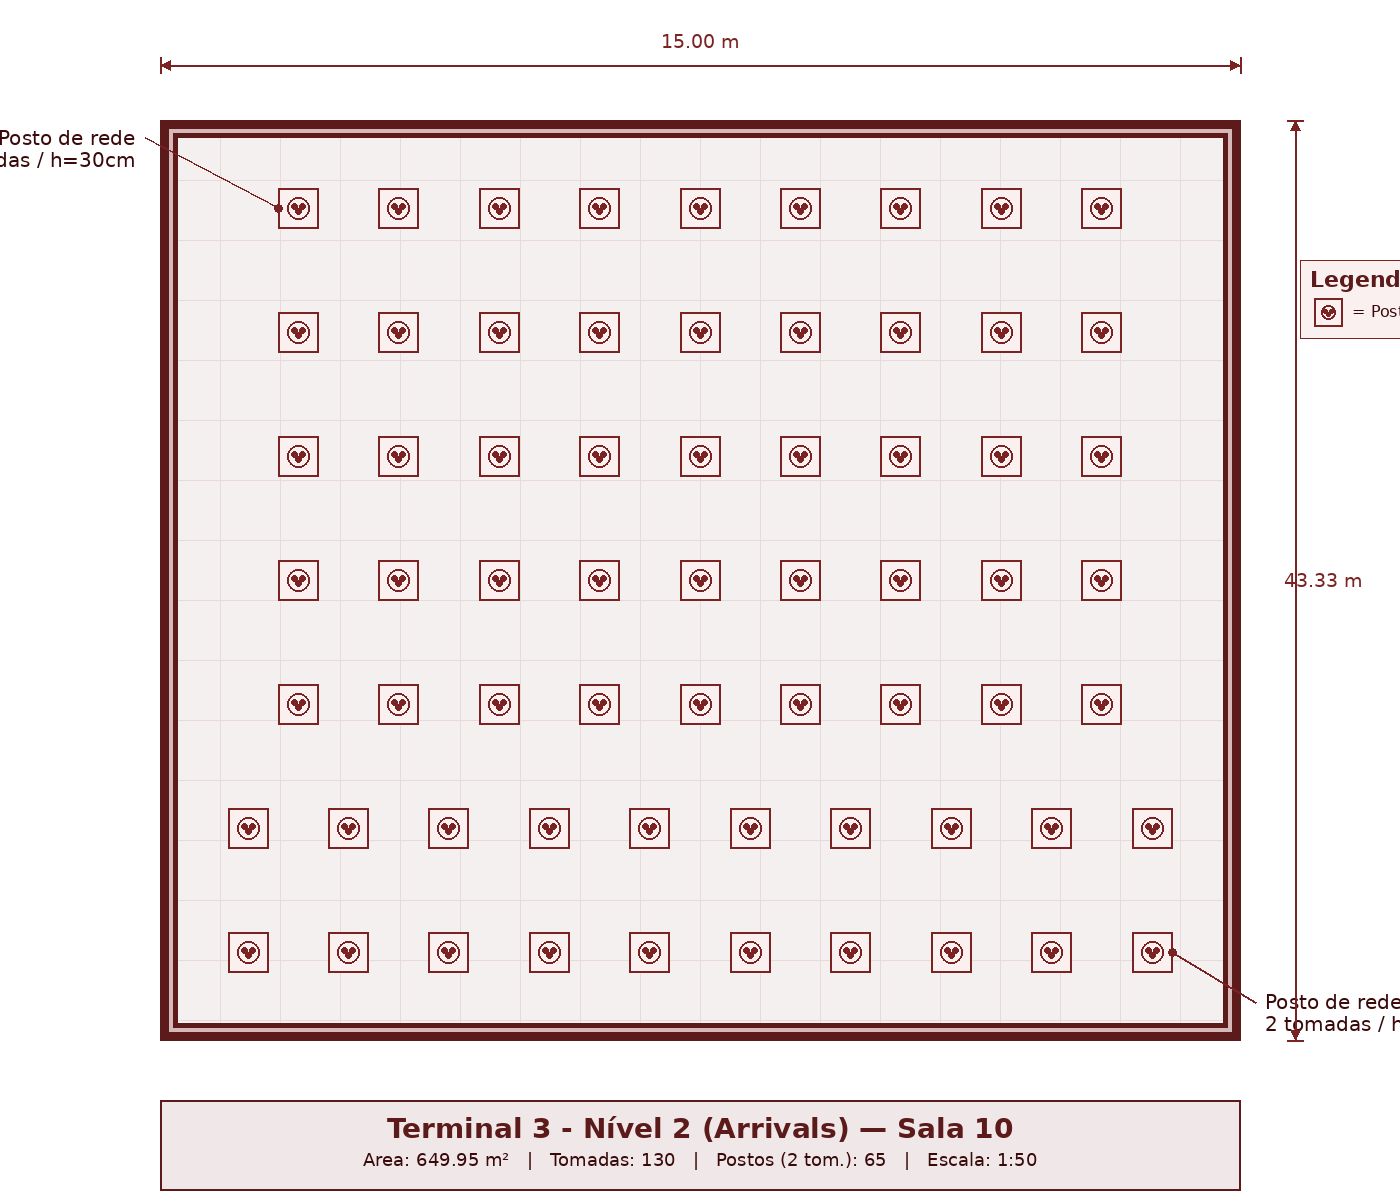 15.00 m
Posto de rede
/ h=30cm
Legend
= Post
43.33 m
Posto de rede
2 tomadas / h
Terminal 3 - Nível 2 (Arrivals) — Sala 10
Area: 649.95 m² | Tomadas: 130 | Postos (2 tom.): 65 | Escala: 1:50